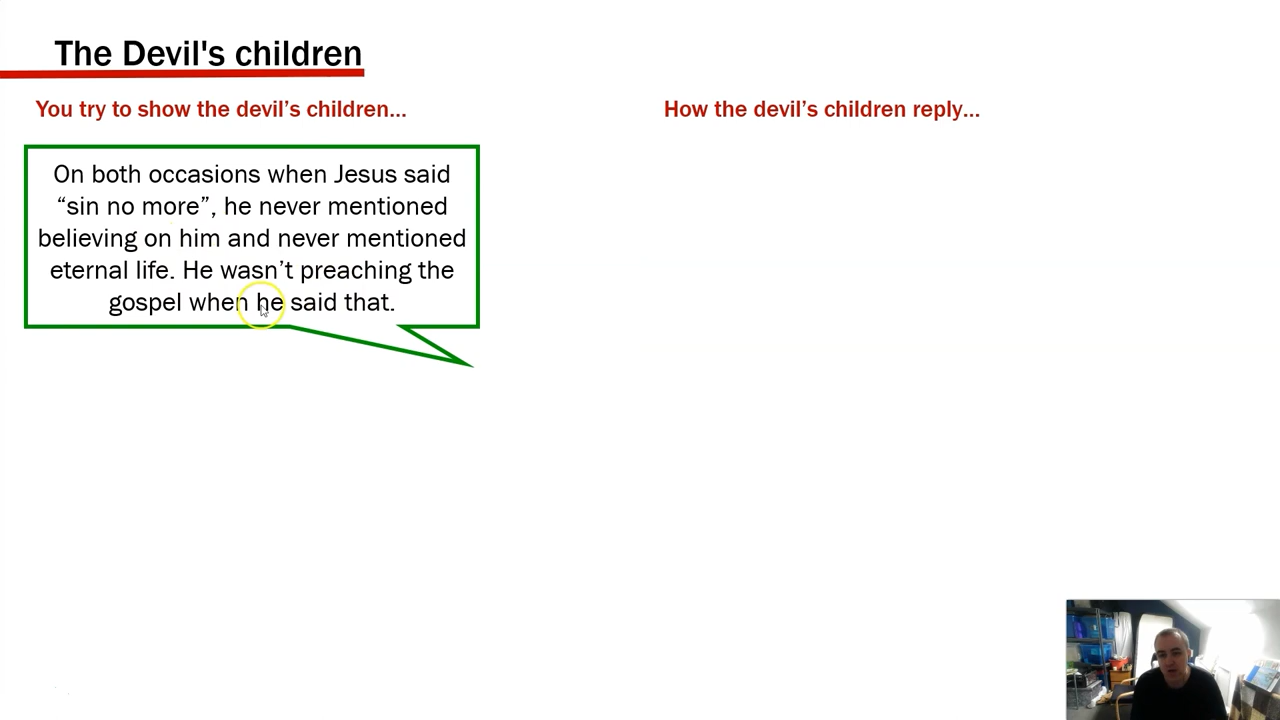 The Devil's children
You try to show the devil’s children...
How the devil’s children reply...
On both occasions when Jesus said
“sin no more”, he never mentioned
believing on him and never mentioned
eternal life. He wasn’t preaching the
gospel when he said that.